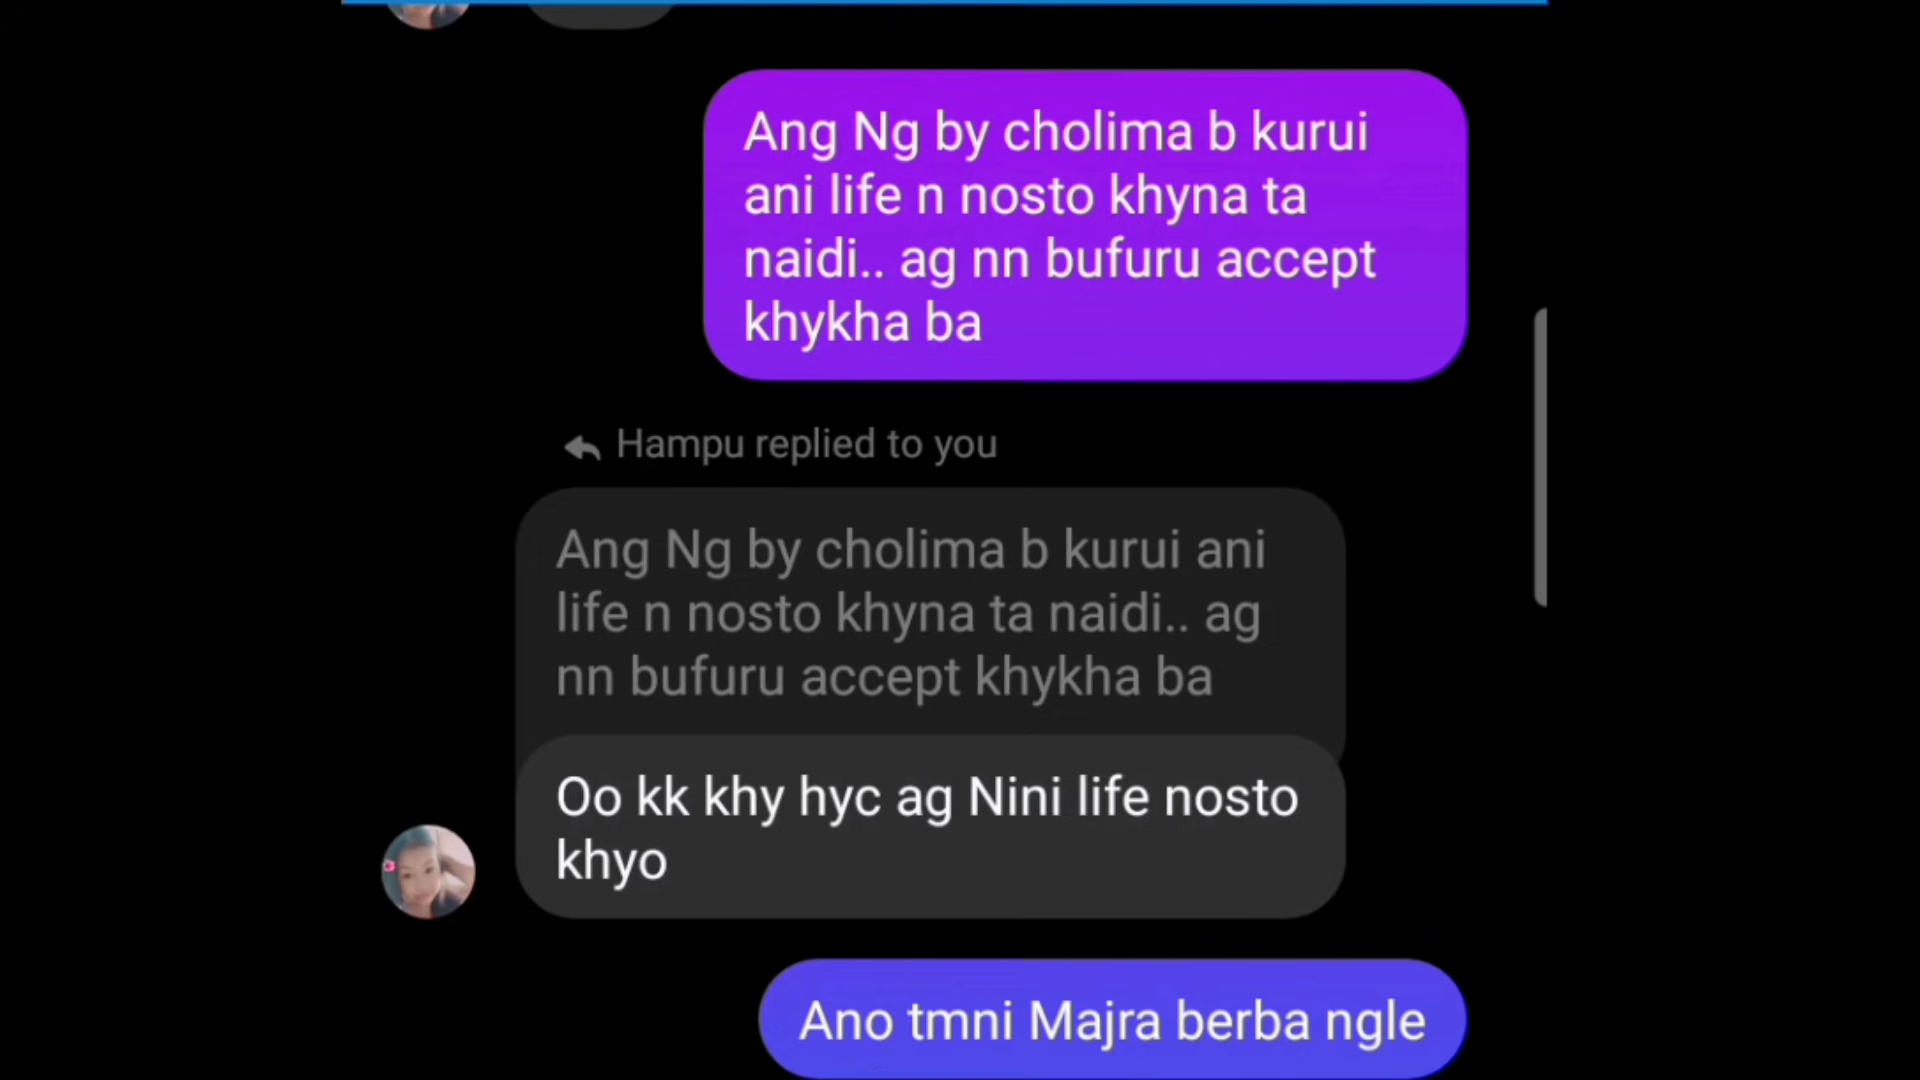 Ang Ng by cholima b kurui
ani life n nosto khyna ta
naidi.. ag nn bufuru accept
khykha ba
Hampu replied to you
Ang Ng by cholima b kurui ani
life n nosto khyna ta naidi.. ag
nn bufuru accept khykha ba
Oo kk khy hyc ag Nini life nosto
khyo
Ano tmni Majra berba ngle